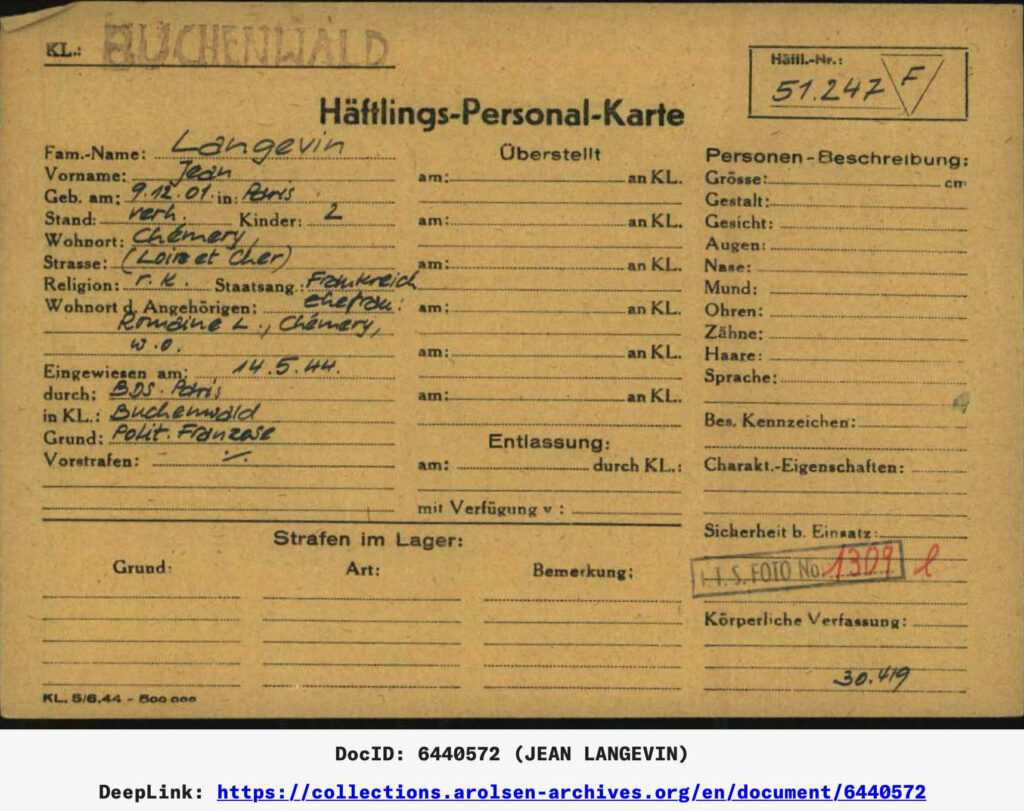 KL.: BUCHENWALD
Häftl.-Nr.:
51.247 F
Häftlings-Personal-Karte
Fam.-Name: Langevin
Vorname: Jean
Geb. am: 9.12.01. in: Paris
Stand: verh. Kinder: 2
Wohnort: Chémery,
Strasse: (Loire et Cher)
Religion: r. k. Staatsang.: Frankreich
Wohnort d. Angehörigen: Ehefrau:
Romaine L., Chémery,
w.o.
Eingewiesen am: 14.5.44.
durch: BDS. Paris
in KL.: Buchenwald
Grund: Polit. Franzose
Vorstrafen: ./.
Überstellt
am: an KL.
am: an KL.
am: an KL.
am: an KL.
am: an KL.
am: an KL.
Entlassung:
am: durch KL.:
mit Verfügung v :
Personen-Beschreibung:
Grösse: cm
Gestalt:
Gesicht:
Augen:
Nase:
Mund:
Ohren:
Zähne:
Haare:
Sprache:
Bes. Kennzeichen:
Charakt.-Eigenschaften:
Sicherheit b. Einsatz:
I.T.S. FOTO No. 1309 l
Körperliche Verfassung:
30.419
Strafen im Lager:
Grund: Art: Bemerkung:
KL. 5/6.44 - 500 000
DocID: 6440572 (JEAN LANGEVIN)
DeepLink: https://collections.arolsen-archives.org/en/document/6440572